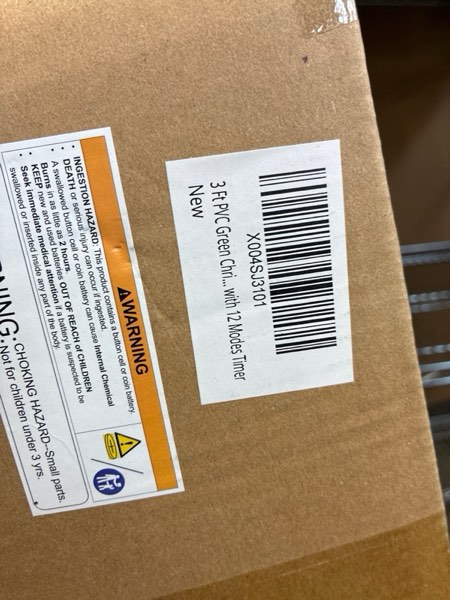 X004SJ3101
3 Ft PVC Green Chri... with 12 Modes Timer
New
WARNING
INGESTION HAZARD: This product contains a button cell or coin battery.
DEATH or serious injury can occur if ingested.
A swallowed button cell or coin battery can cause Internal Chemical
Burns in as little as 2 hours.
KEEP new and used batteries OUT OF REACH of CHILDREN
Seek immediate medical attention if a battery is suspected to be
swallowed or inserted inside any part of the body.
CHOKING HAZARD--Small parts.
Not for children under 3 yrs.